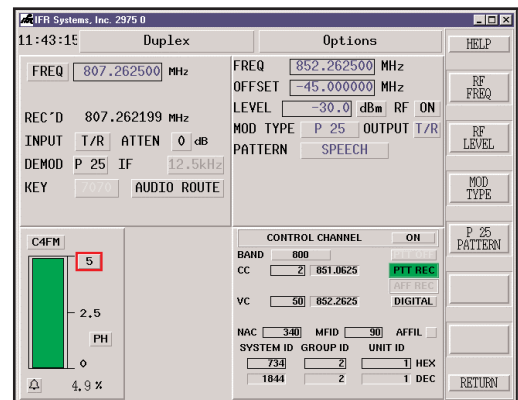 IFR Systems, Inc. 2975 0
11:43:15 Duplex Options
HELP
FREQ 807.262500 MHz
REC'D 807.262199 MHz
INPUT T/R ATTEN 0 dB
DEMOD P 25 IF 12.5kHz
KEY 7070 AUDIO ROUTE
FREQ 852.262500 MHz
OFFSET -45.000000 MHz
LEVEL -30.0 dBm RF ON
MOD TYPE P 25 OUTPUT T/R
PATTERN SPEECH
RF
FREQ
RF
LEVEL
MOD
TYPE
P 25
PATTERN
C4FM
5
2.5
PH
0
4.9 %
CONTROL CHANNEL ON
BAND 800 PTT OFF
CC 2 851.0625 PTT REC
AFF REC
VC 50 852.2625 DIGITAL
NAC 340 MFID 90 AFFIL
SYSTEM ID GROUP ID UNIT ID
734 2 1 HEX
1844 2 1 DEC
RETURN